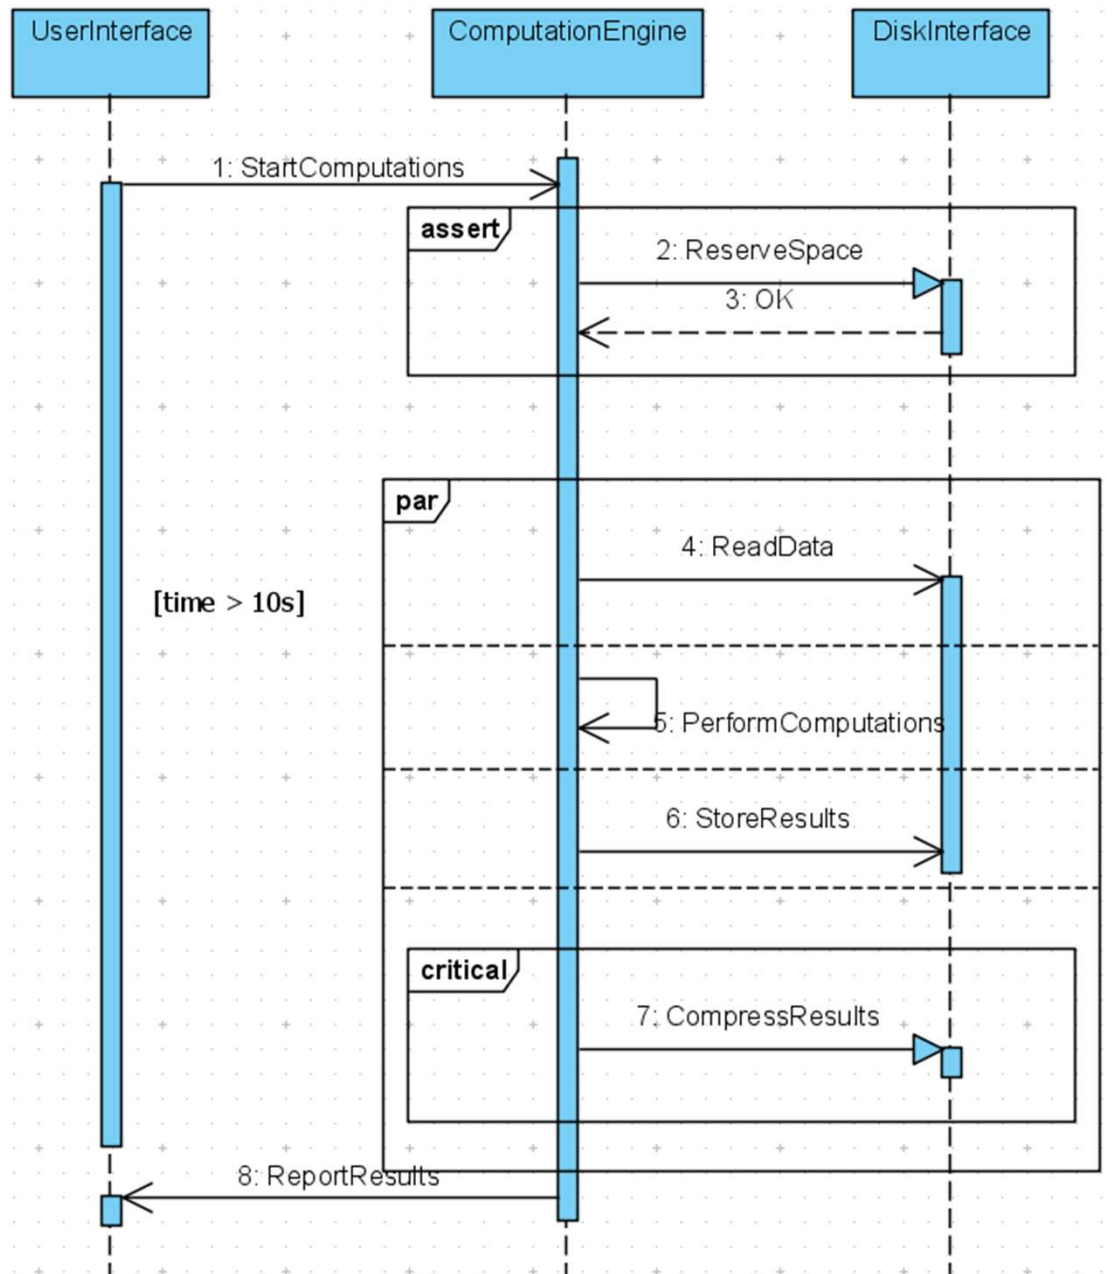 UserInterface
ComputationEngine
DiskInterface
1: StartComputations
assert
2: ReserveSpace
3: OK
par
4: ReadData
[time > 10s]
5: PerformComputations
6: StoreResults
critical
7: CompressResults
8: ReportResults